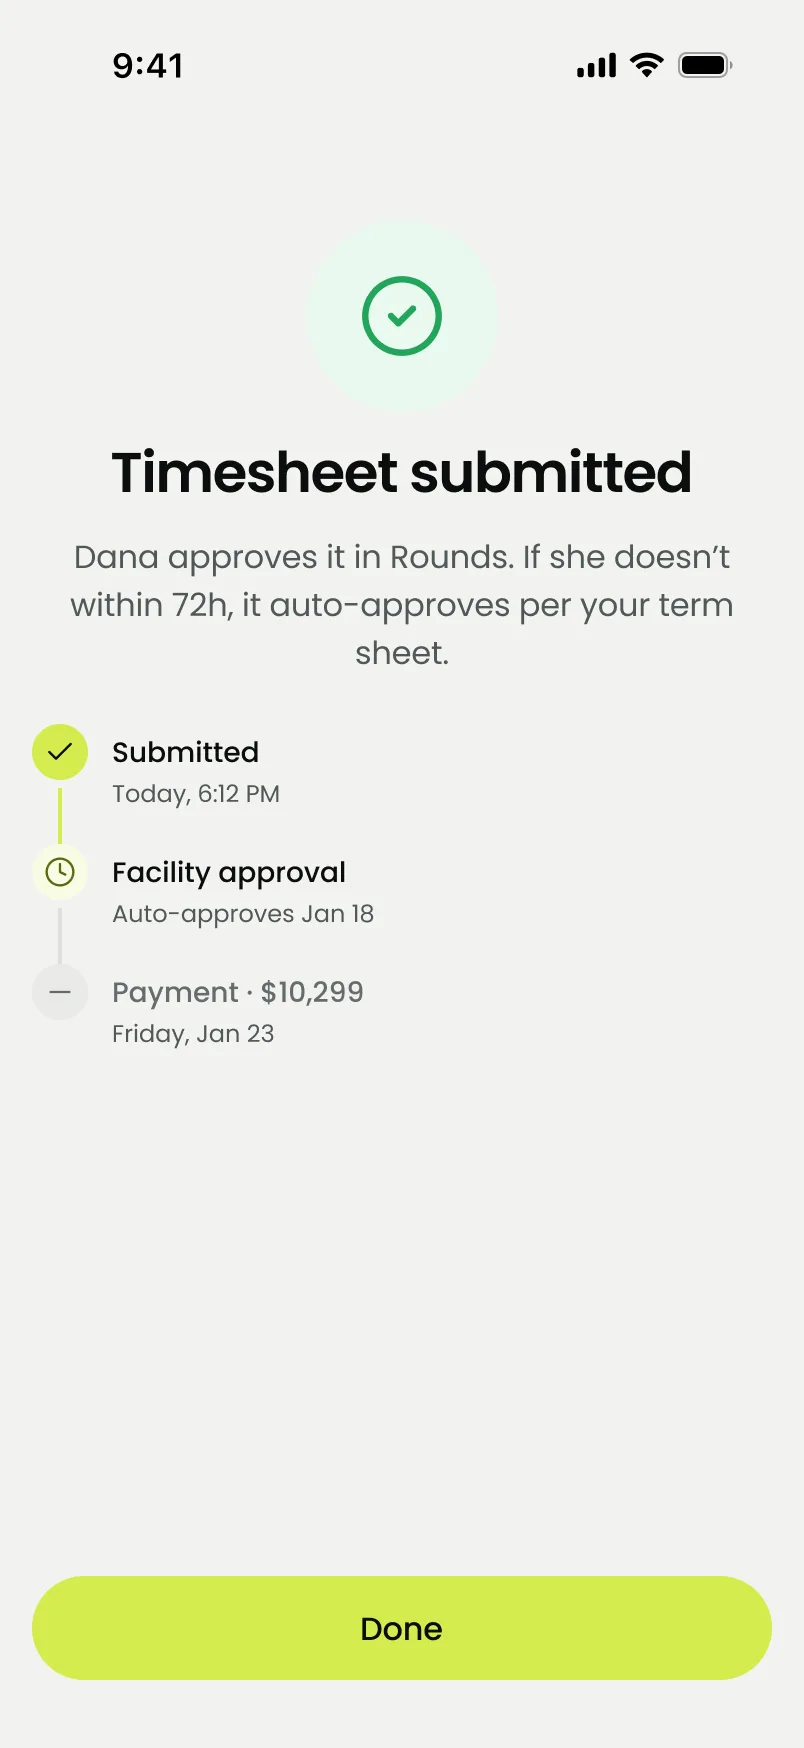 9:41
Timesheet submitted
Dana approves it in Rounds. If she doesn’t
within 72h, it auto-approves per your term
sheet.
Submitted
Today, 6:12 PM
Facility approval
Auto-approves Jan 18
Payment · $10,299
Friday, Jan 23
Done